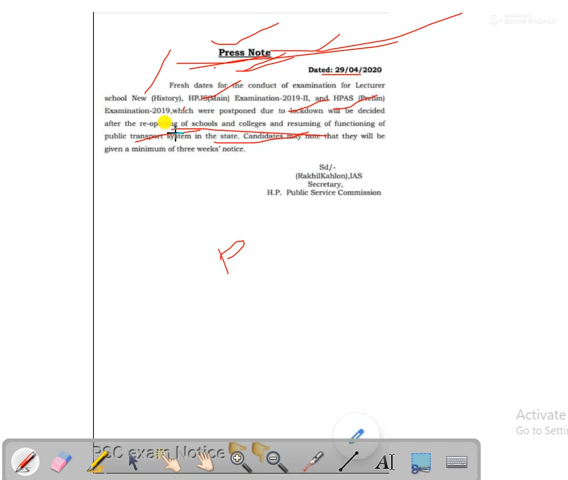 Press Note
Dated: 29/04/2020
Fresh dates for the conduct of examination for Lecturer
school New (History), HPJS(Main) Examination-2019-II, and HPAS (Prelim)
Examination-2019,which were postponed due to lockdown will be decided
after the re-opening of schools and colleges and resuming of functioning of
public transport system in the state. Candidates may note that they will be
given a minimum of three weeks' notice.
Sd/-
(RakhilKahlon),IAS
Secretary,
H.P. Public Service Commission
P
Activate
Go to Settin
PSC exam Notice
A